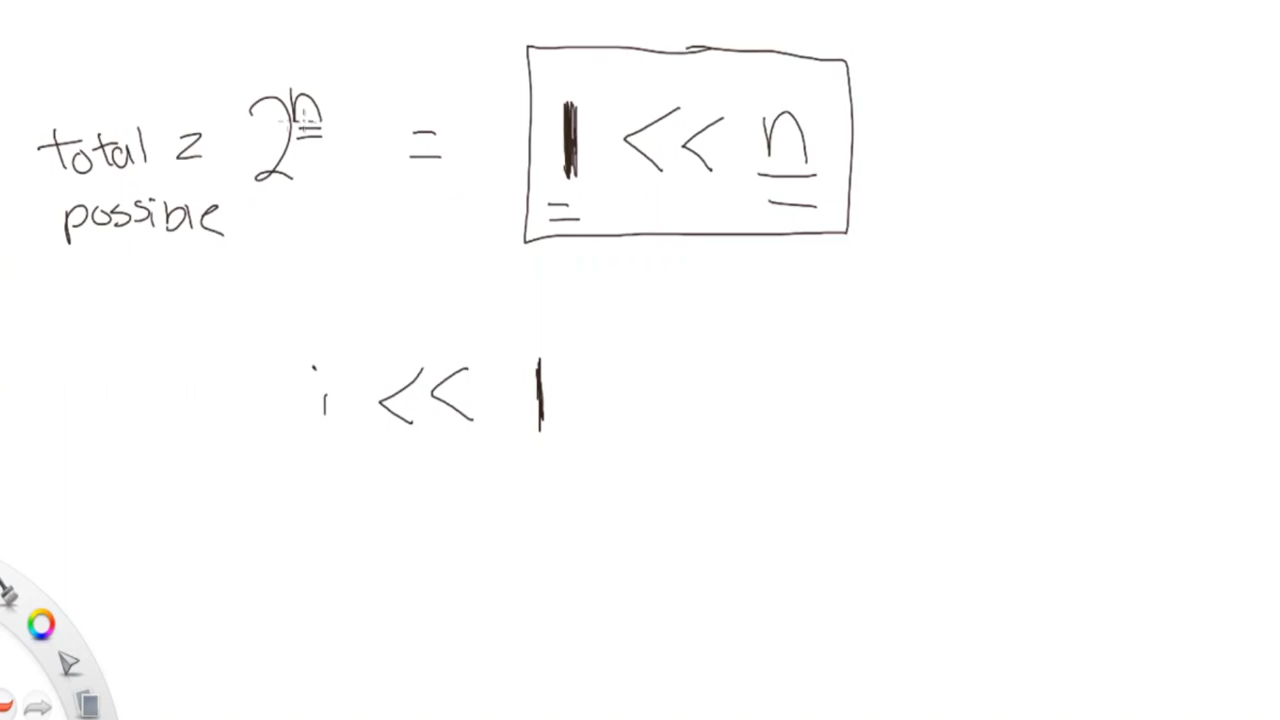 total = 2^n = 1 << n
possible
i << 1